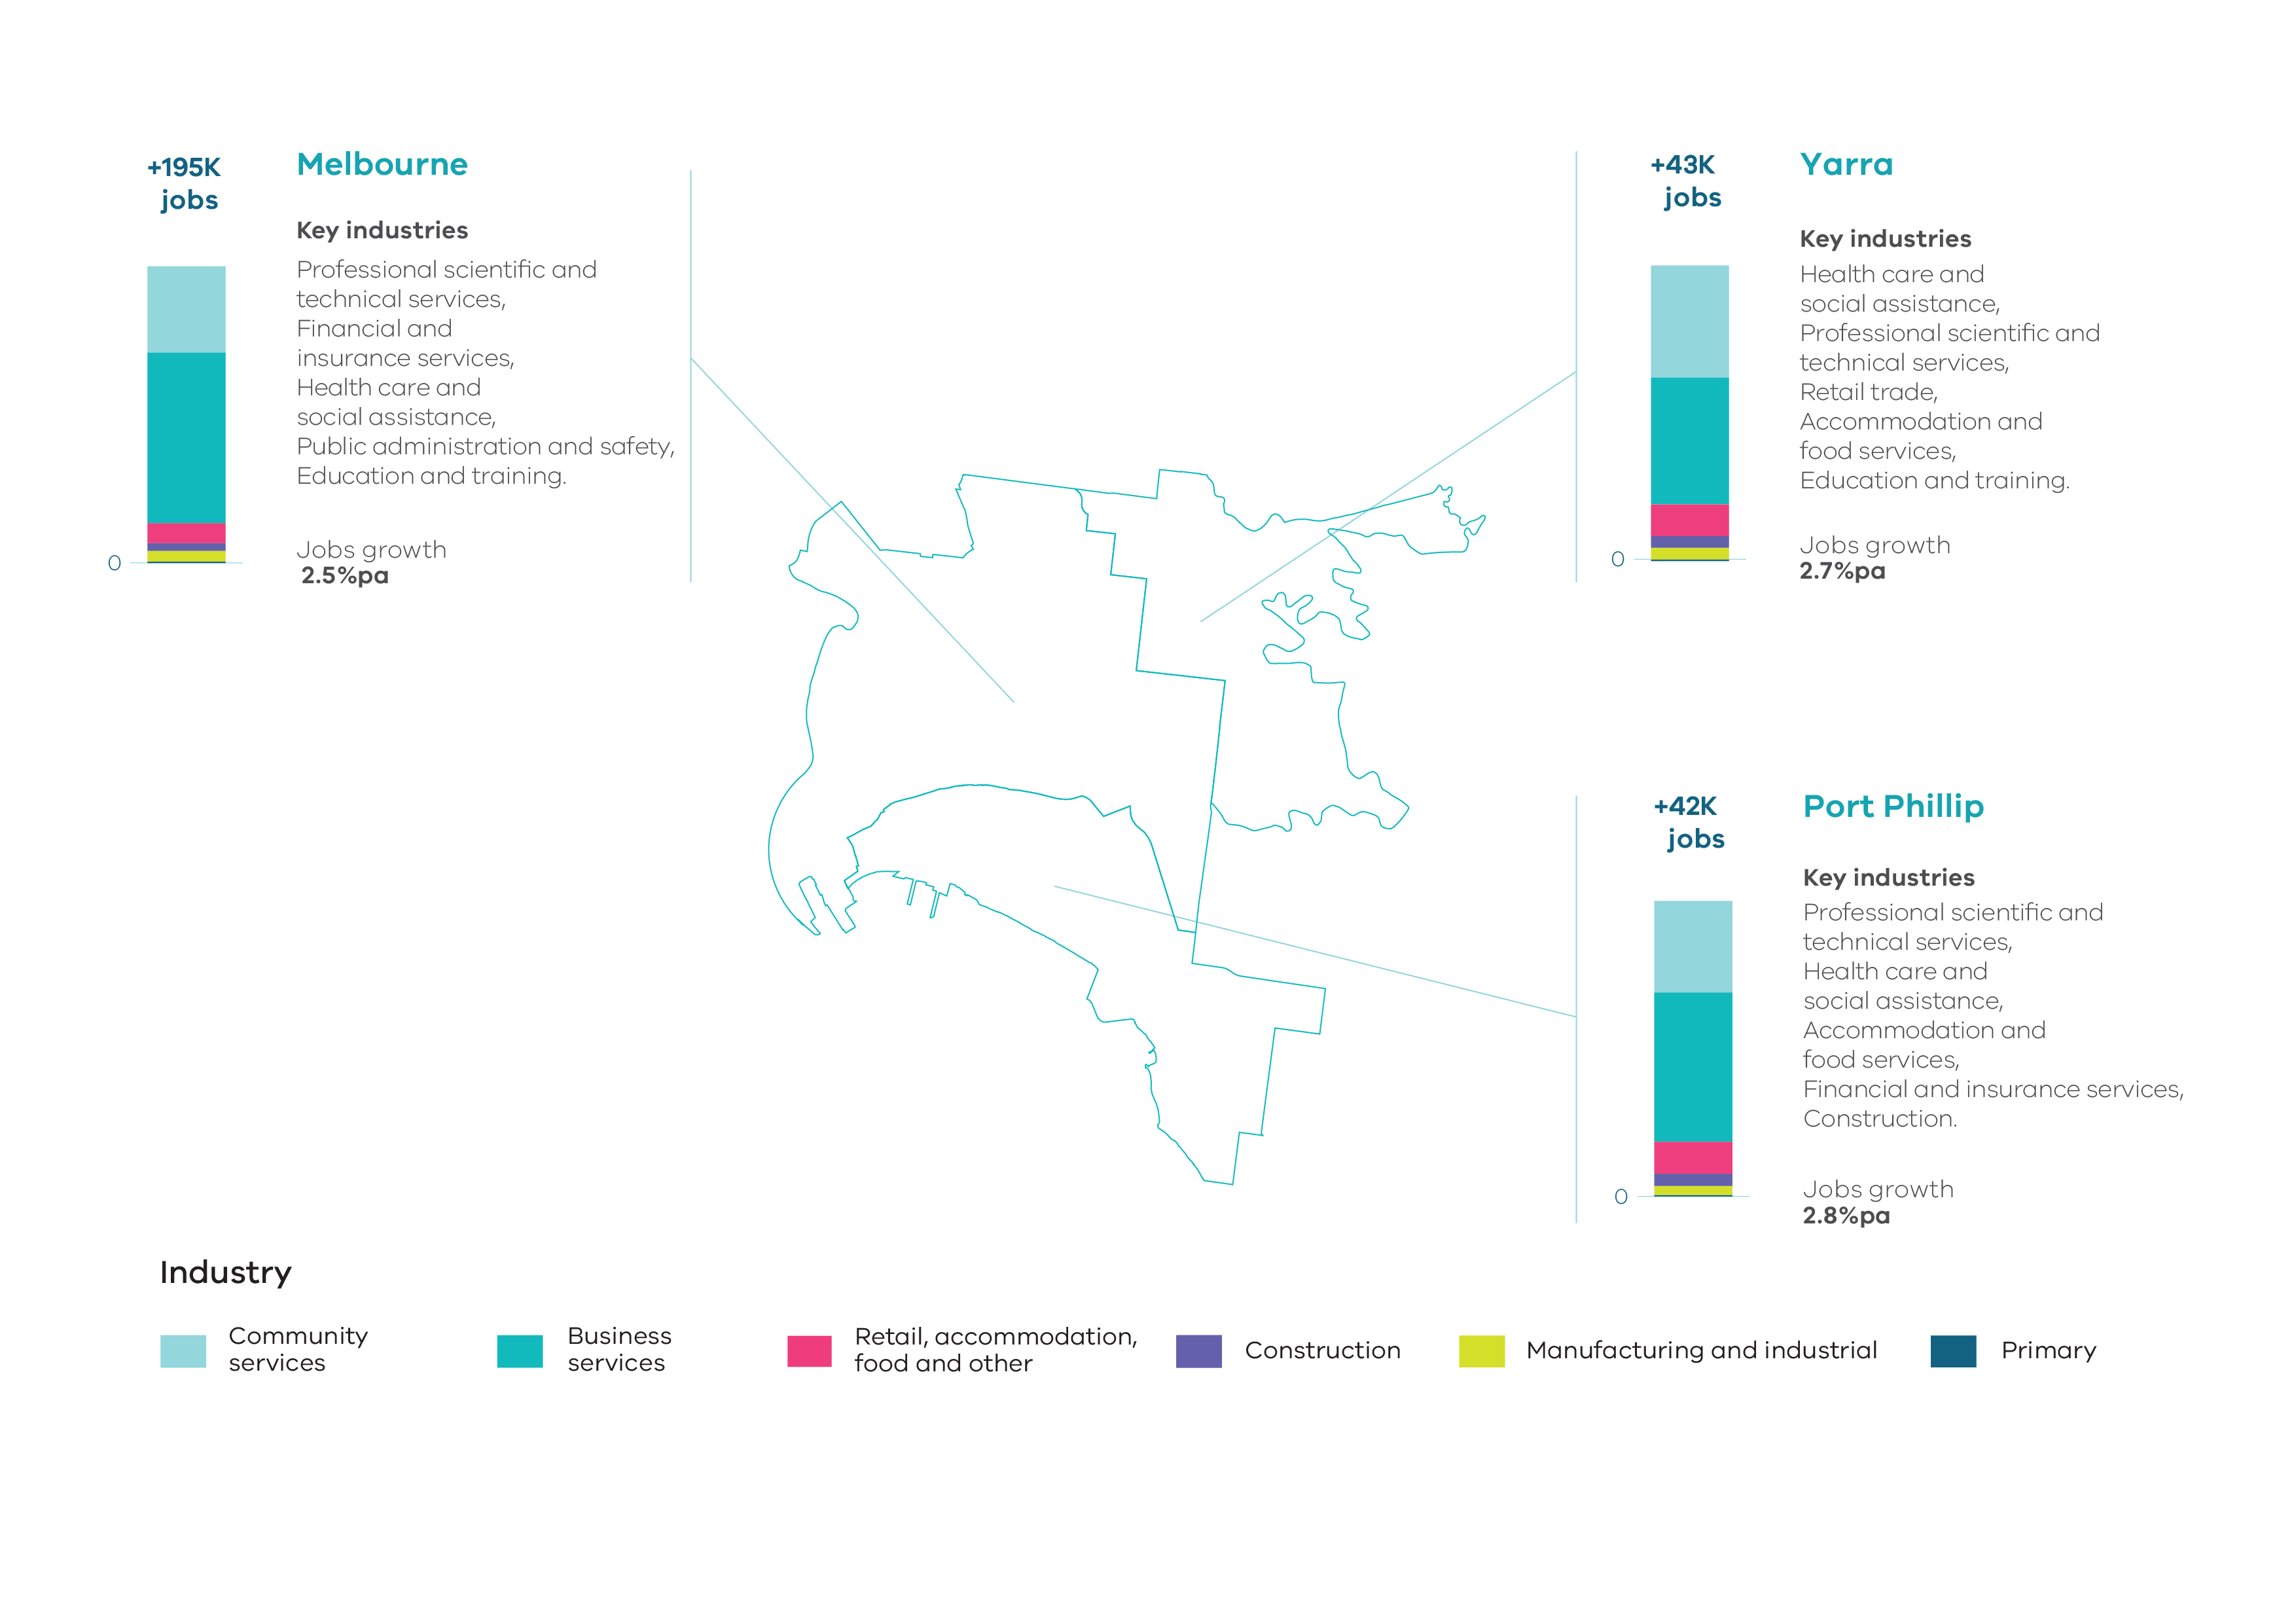 +195K
jobs
Melbourne
Key industries
Professional scientific and
technical services,
Financial and
insurance services,
Health care and
social assistance,
Public administration and safety,
Education and training.
Jobs growth
2.5%pa
0
+43K
jobs
Yarra
Key industries
Health care and
social assistance,
Professional scientific and
technical services,
Retail trade,
Accommodation and
food services,
Education and training.
Jobs growth
2.7%pa
0
+42K
jobs
Port Phillip
Key industries
Professional scientific and
technical services,
Health care and
social assistance,
Accommodation and
food services,
Financial and insurance services,
Construction.
Jobs growth
2.8%pa
0
Industry
Community
services
Business
services
Retail, accommodation,
food and other
Construction
Manufacturing and industrial
Primary